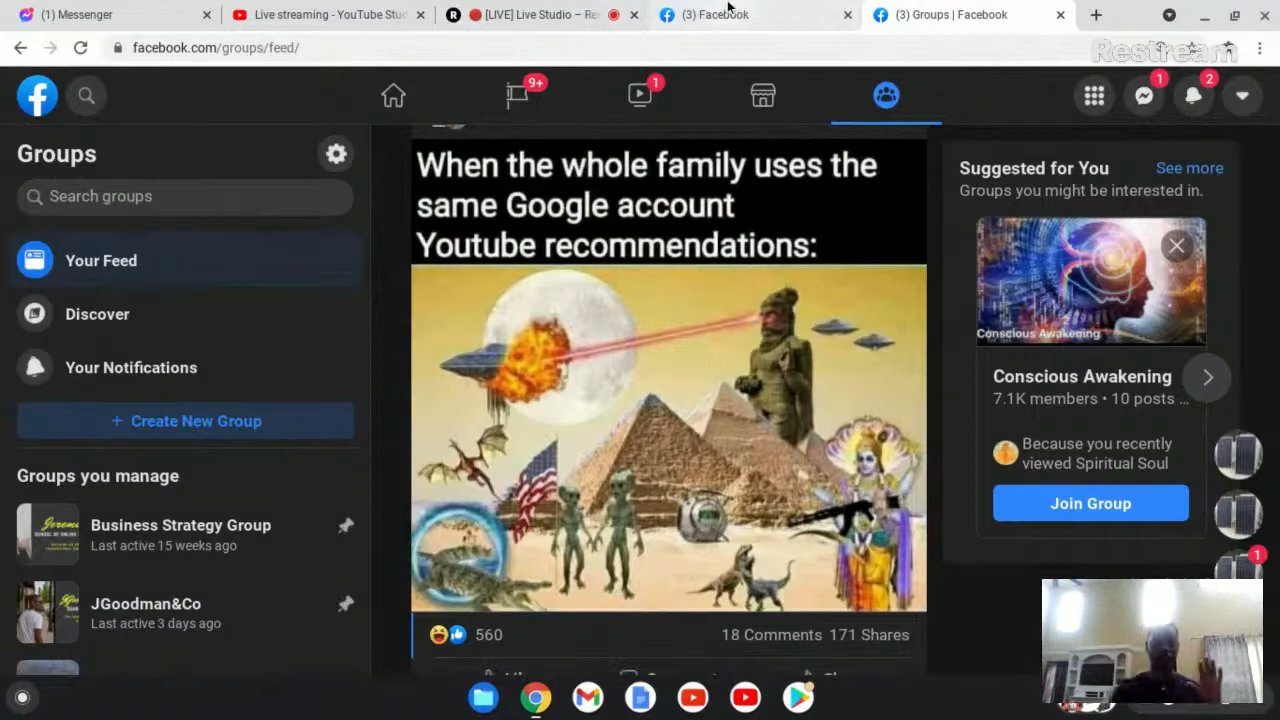 (1) Messenger
Live streaming - YouTube Stu
[LIVE] Live Studio – Re
(3) Facebook
(3) Groups | Facebook
facebook.com/groups/feed/
Restream
9+
1
1
2
Groups
Search groups
Your Feed
Discover
Your Notifications
+ Create New Group
Groups you manage
Business Strategy Group
Last active 15 weeks ago
JGoodman&Co
Last active 3 days ago
When the whole family uses the
same Google account
Youtube recommendations:
560
18 Comments 171 Shares
Suggested for You
See more
Groups you might be interested in.
Conscious Awakening
Conscious Awakening
7.1K members • 10 posts ...
Because you recently
viewed Spiritual Soul
Join Group
1